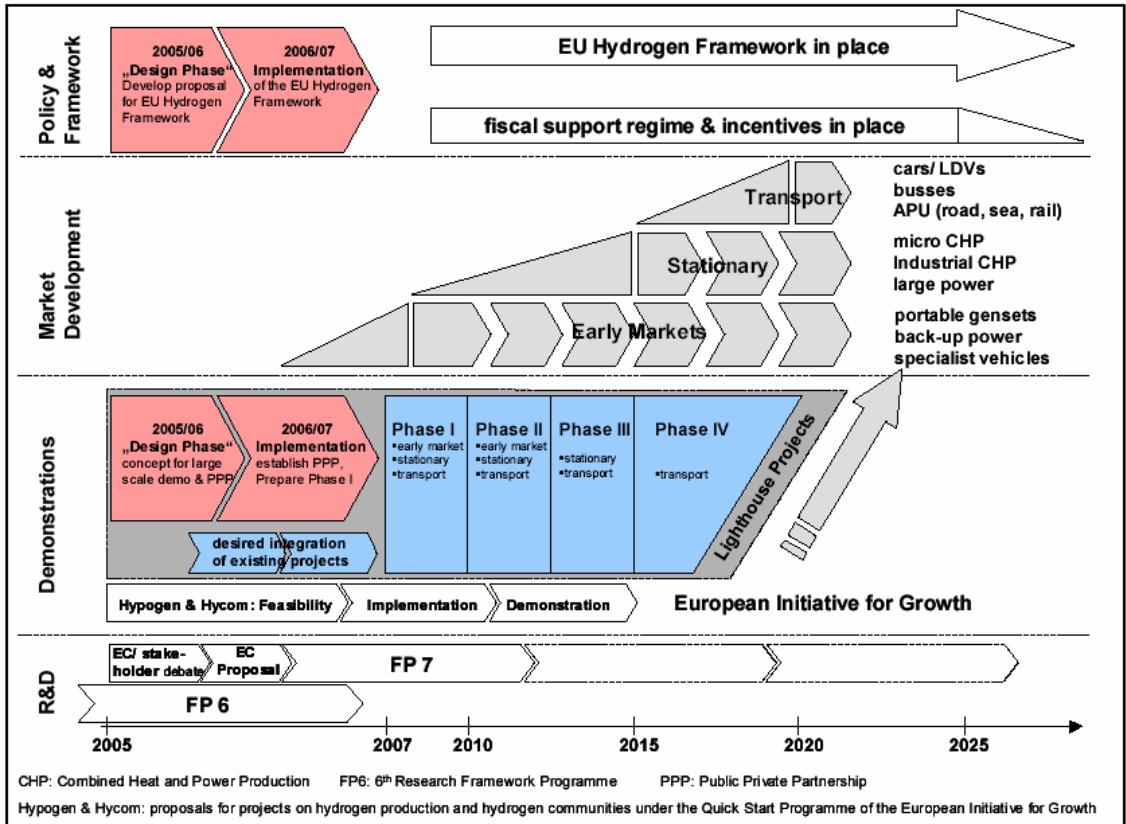 Policy &
Framework
2005/06
„Design Phase“
Develop proposal
for EU Hydrogen
Framework
2006/07
Implementation
of the EU Hydrogen
Framework
EU Hydrogen Framework in place
fiscal support regime & incentives in place
Market
Development
Transport
cars/ LDVs
busses
APU (road, sea, rail)
Stationary
micro CHP
Industrial CHP
large power
Early Markets
portable gensets
back-up power
specialist vehicles
Demonstrations
2005/06
„Design Phase“
concept for large
scale demo & PPP
2006/07
Implementation
establish PPP,
Prepare Phase I
desired integration
of existing projects
Phase I
▪early market
▪stationary
▪transport
Phase II
▪early market
▪stationary
▪transport
Phase III
▪stationary
▪transport
Phase IV
▪transport
Lighthouse Projects
Hypogen & Hycom : Feasibility
Implementation
Demonstration
European Initiative for Growth
R&D
EC/ stake-
holder debate
EC
Proposal
FP 7
FP 6
2005
2007
2010
2015
2020
2025
CHP: Combined Heat and Power Production FP6: 6th Research Framework Programme PPP: Public Private Partnership
Hypogen & Hycom: proposals for projects on hydrogen production and hydrogen communities under the Quick Start Programme of the European Initiative for Growth